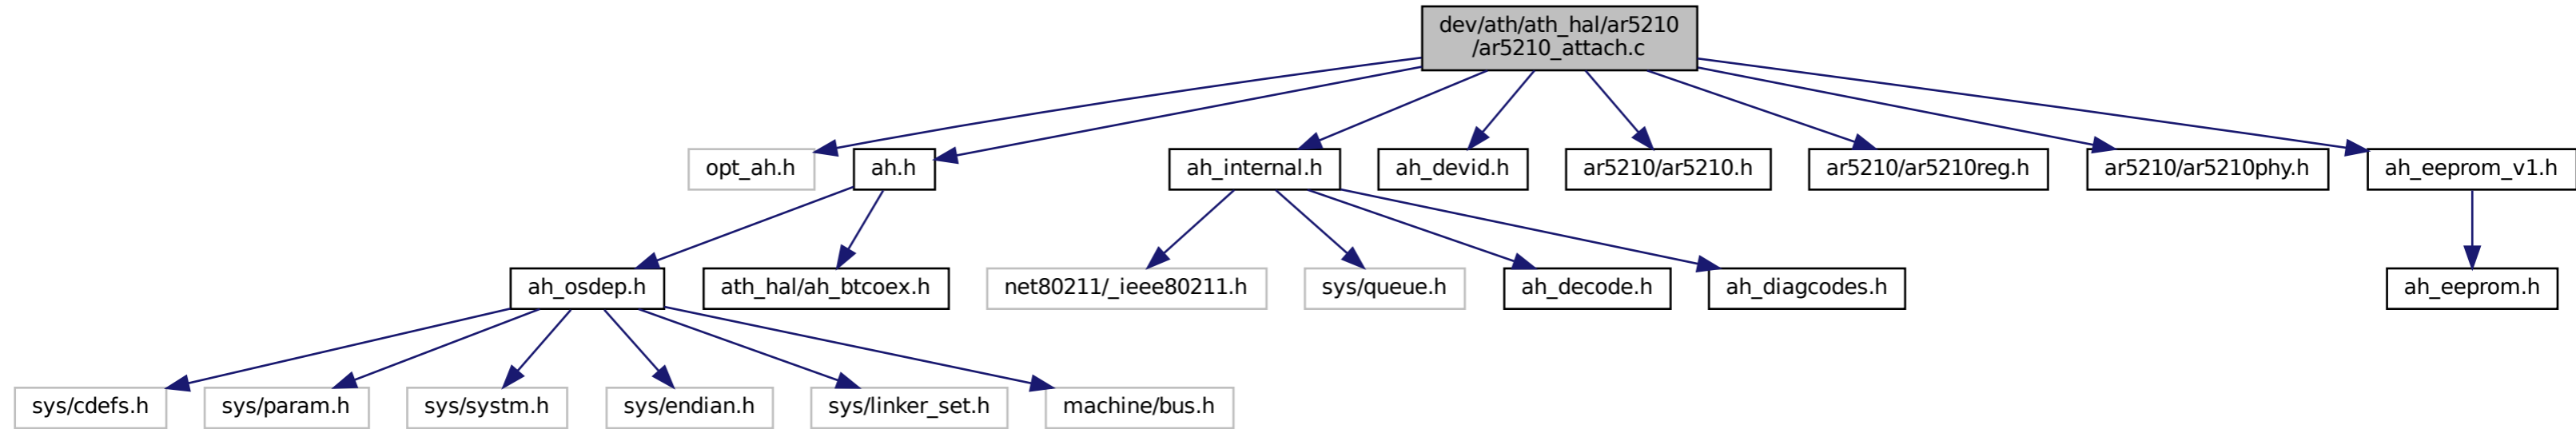 dev/ath/ath_hal/ar5210
/ar5210_attach.c
opt_ah.h
ah.h
ah_internal.h
ah_devid.h
ar5210/ar5210.h
ar5210/ar5210reg.h
ar5210/ar5210phy.h
ah_eeprom_v1.h
ah_osdep.h
ath_hal/ah_btcoex.h
net80211/_ieee80211.h
sys/queue.h
ah_decode.h
ah_diagcodes.h
ah_eeprom.h
sys/cdefs.h
sys/param.h
sys/systm.h
sys/endian.h
sys/linker_set.h
machine/bus.h